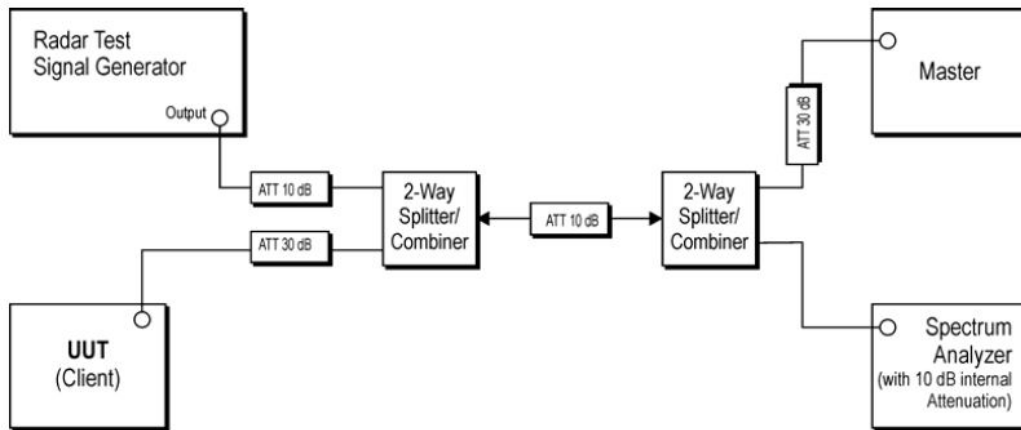 Radar Test
Signal Generator
Output
ATT 10 dB
2-Way
Splitter/
Combiner
ATT 30 dB
UUT
(Client)
ATT 10 dB
2-Way
Splitter/
Combiner
ATT 30 dB
Master
Spectrum
Analyzer
(with 10 dB internal
Attenuation)